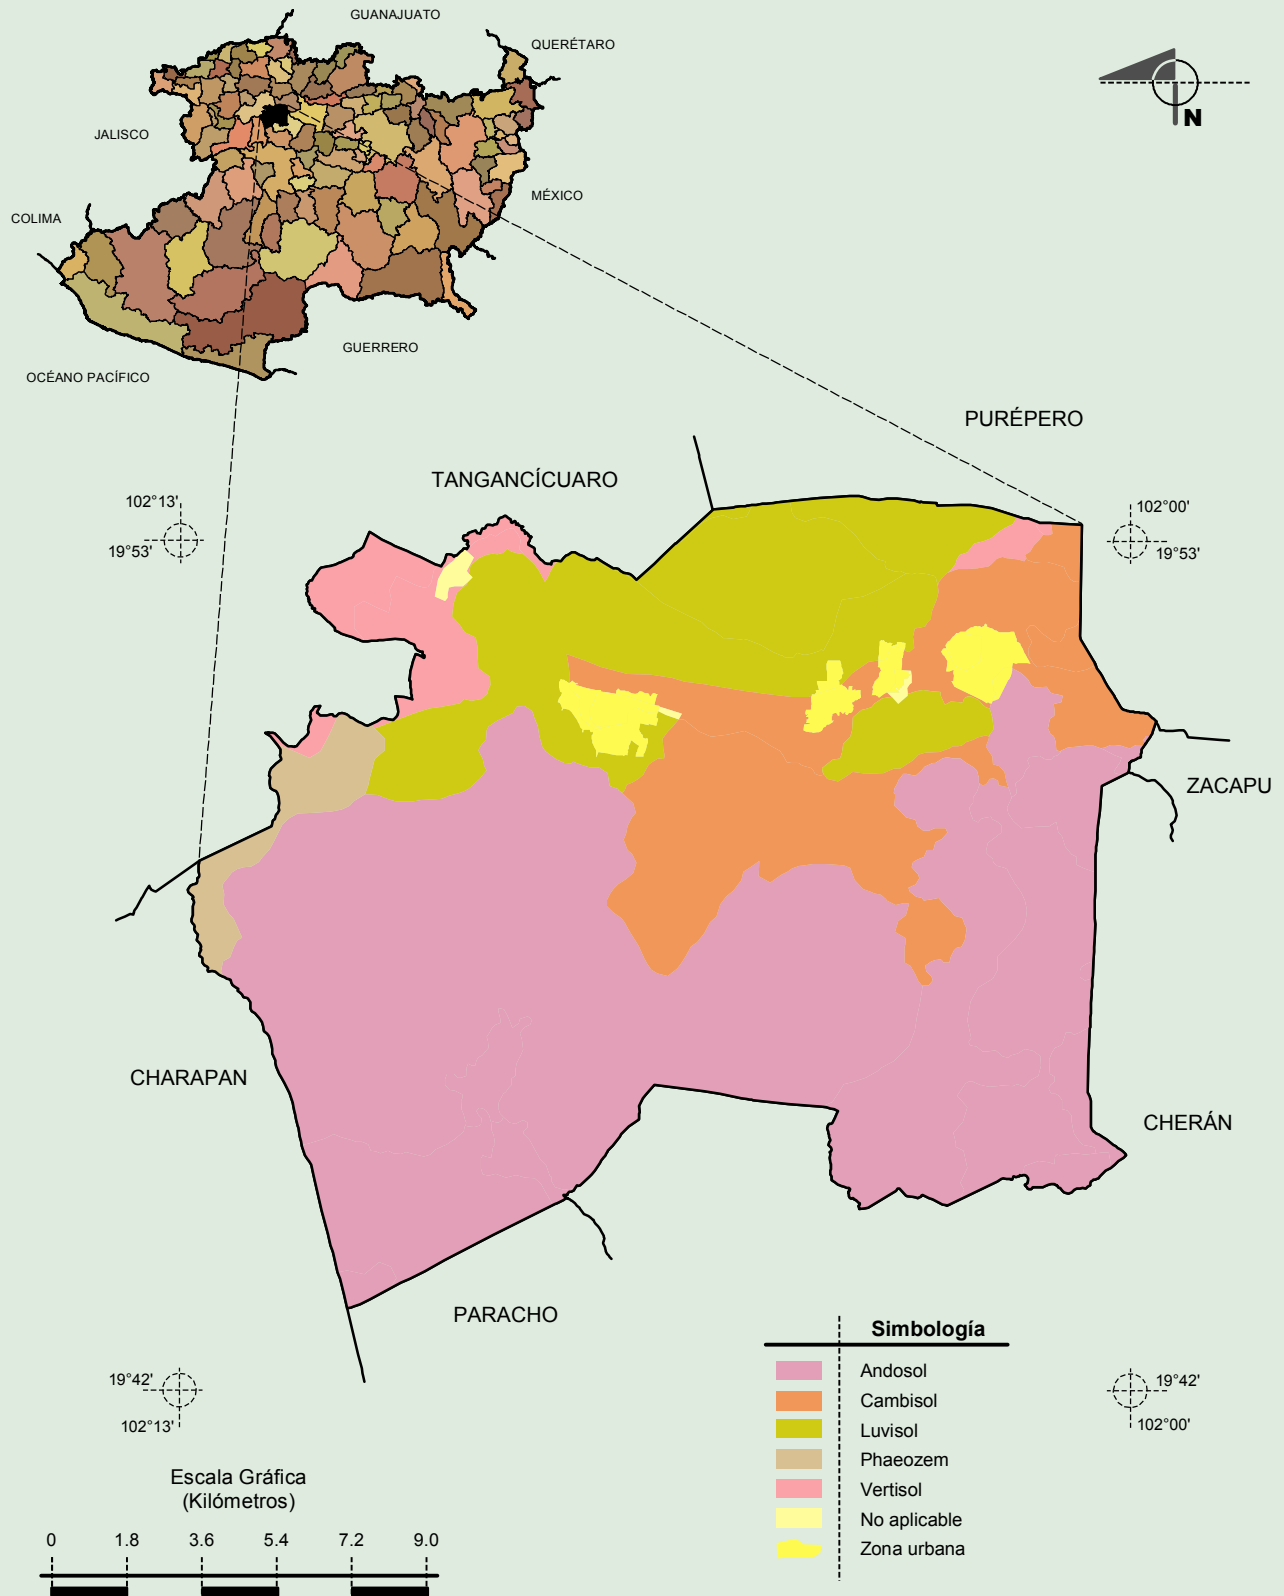 GUANAJUATO
QUERÉTARO
JALISCO
N
MÉXICO
COLIMA
GUERRERO
OCÉANO PACÍFICO
PURÉPERO
TANGANCÍCUARO
102°13'
19°53'
102°00'
19°53'
ZACAPU
CHARAPAN
CHERÁN
PARACHO
Simbología
Andosol
Cambisol
Luvisol
Phaeozem
Vertisol
No aplicable
Zona urbana
19°42'
102°13'
19°42'
102°00'
Escala Gráfica
(Kilómetros)
0 1.8 3.6 5.4 7.2 9.0